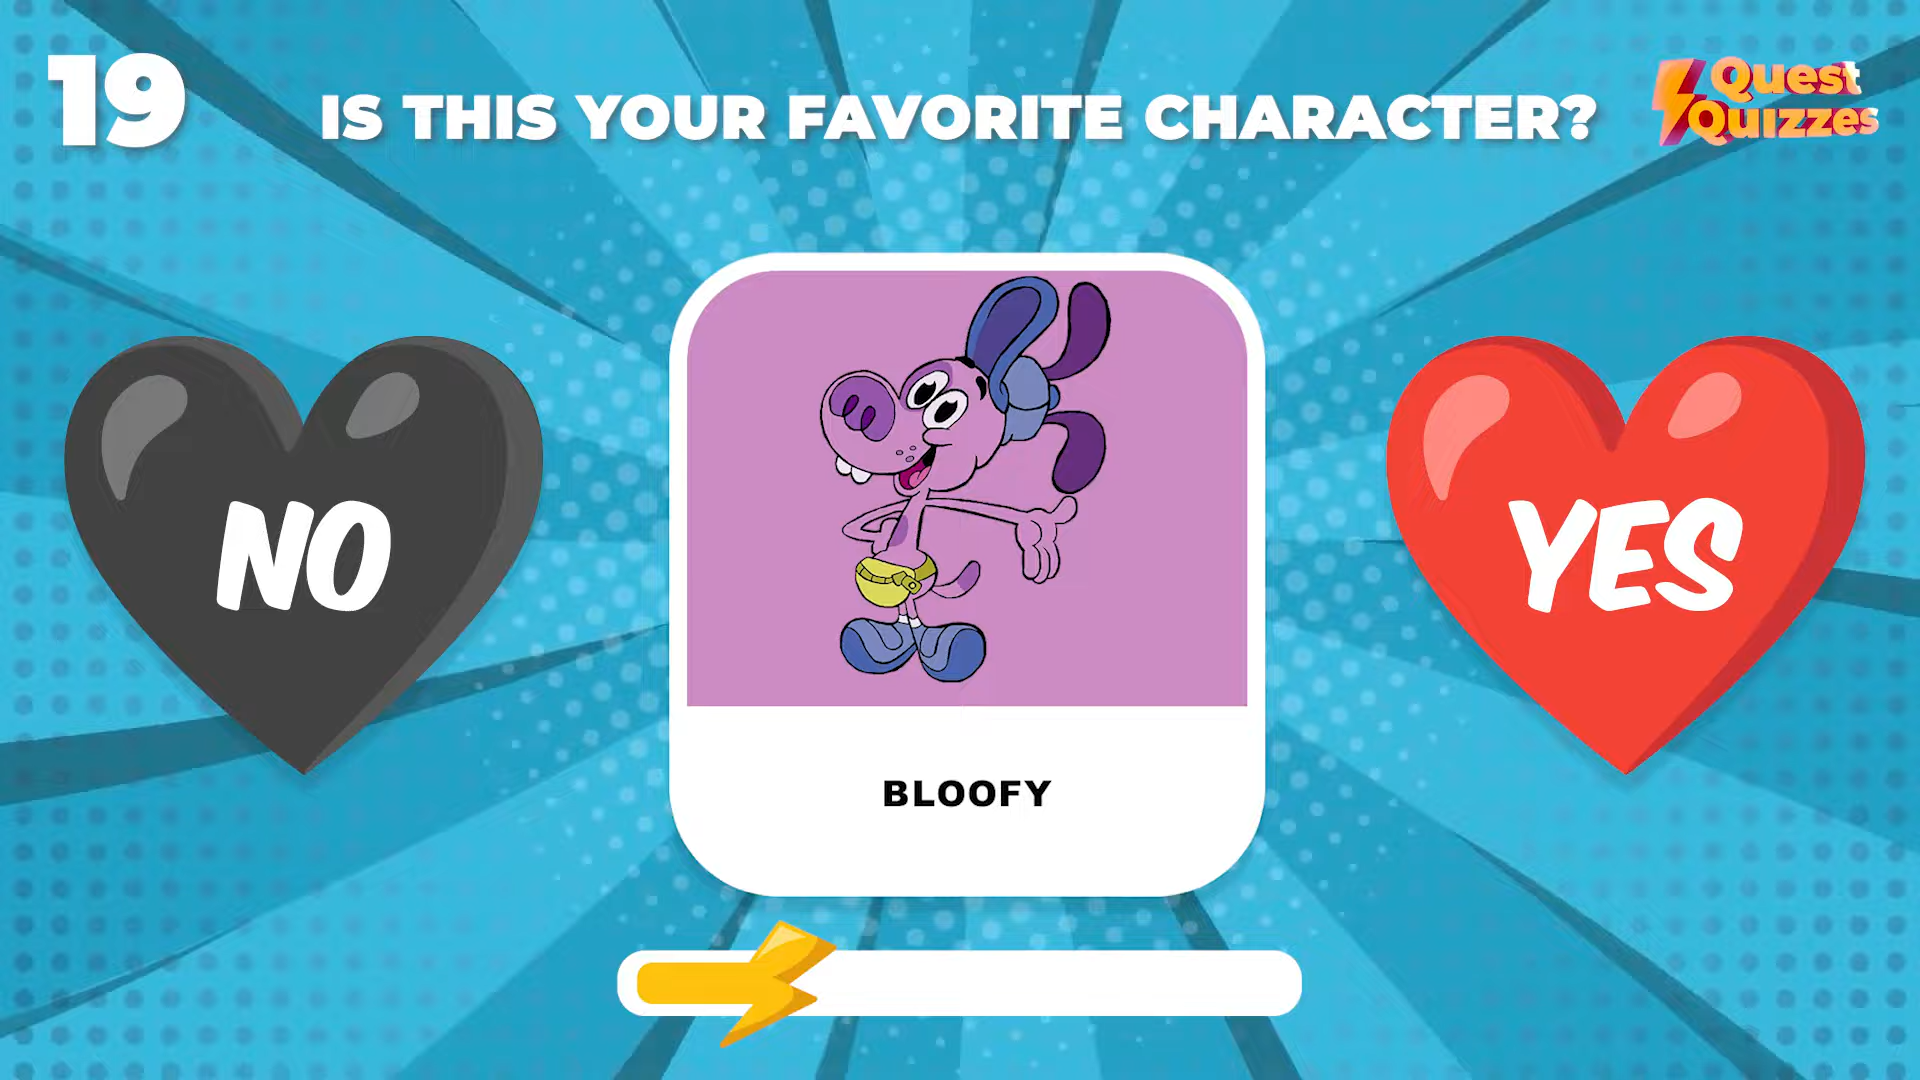 19
IS THIS YOUR FAVORITE CHARACTER?
Quest
Quizzes
NO
YES
BLOOFY